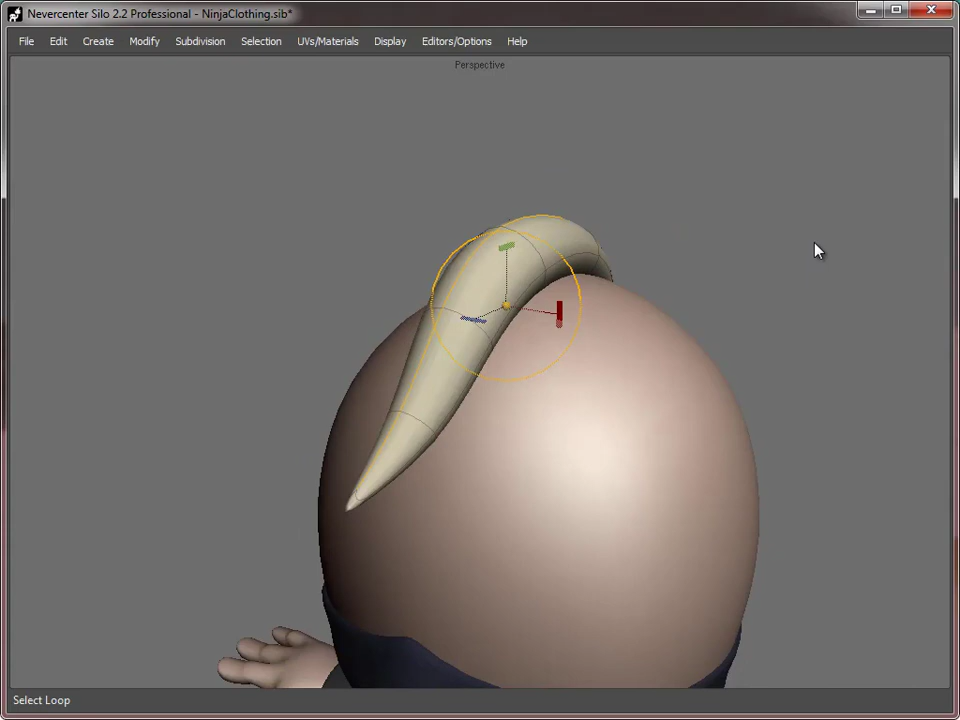 Nevercenter Silo 2.2 Professional - NinjaClothing.sib*
File Edit Create Modify Subdivision Selection UVs/Materials Display Editors/Options Help
Perspective
Select Loop